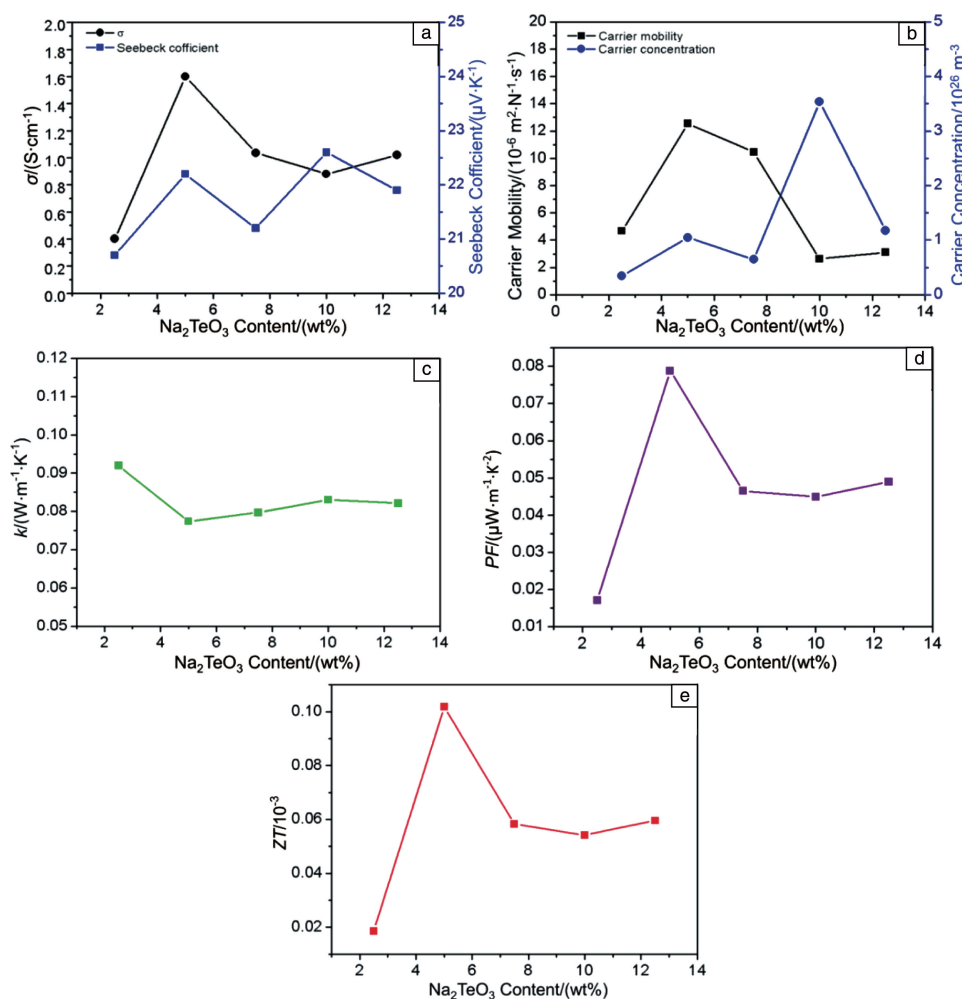 a
σ
Seebeck cofficient
2.0
1.8
1.6
1.4
1.2
1.0
0.8
0.6
0.4
0.2
0.0
σ/(S·cm⁻¹)
25
24
23
22
21
20
Seebeck Cofficient/(μV·K⁻¹)
2 4 6 8 10 12 14
Na₂TeO₃ Content/(wt%)
b
Carrier mobility
Carrier concentration
20
18
16
14
12
10
8
6
4
2
0
Carrier Mobility/(10⁻⁶ m²·N⁻¹·s⁻¹)
5
4
3
2
1
0
Carrier Concentration/10²⁶ m⁻³
0 2 4 6 8 10 12 14
Na₂TeO₃ Content/(wt%)
c
0.12
0.11
0.10
0.09
0.08
0.07
0.06
0.05
k/(W·m⁻¹·K⁻¹)
2 4 6 8 10 12 14
Na₂TeO₃ Content/(wt%)
d
0.08
0.07
0.06
0.05
0.04
0.03
0.02
0.01
PF/(μW·m⁻¹·K⁻²)
2 4 6 8 10 12 14
Na₂TeO₃ Content/(wt%)
e
0.10
0.08
0.06
0.04
0.02
ZT/10⁻³
2 4 6 8 10 12 14
Na₂TeO₃ Content/(wt%)